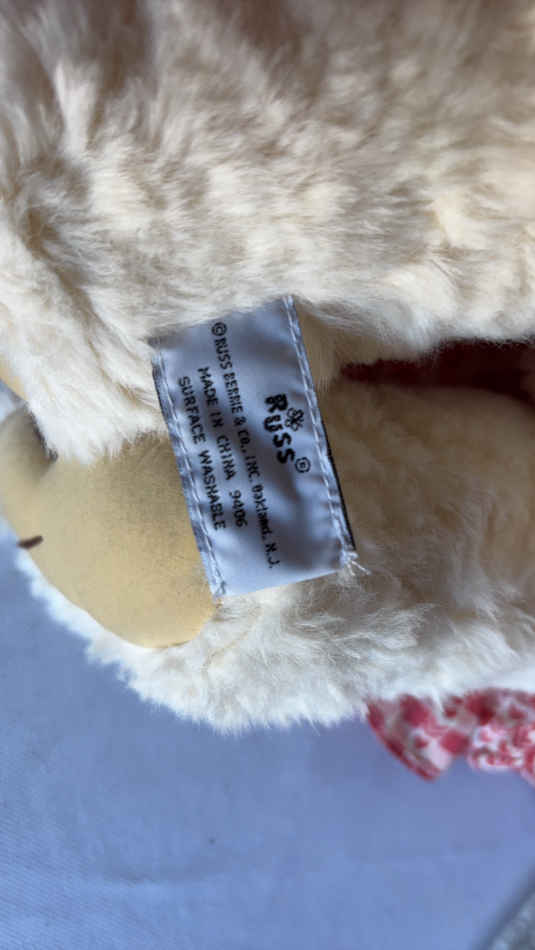 RUSS®
©RUSS BERRIE & CO., INC. Oakland, N.J.
MADE IN CHINA 9406
SURFACE WASHABLE